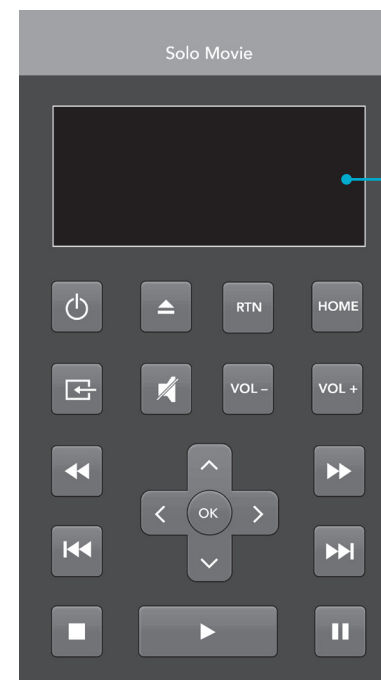 Solo Movie
RTN
HOME
VOL –
VOL +
OK